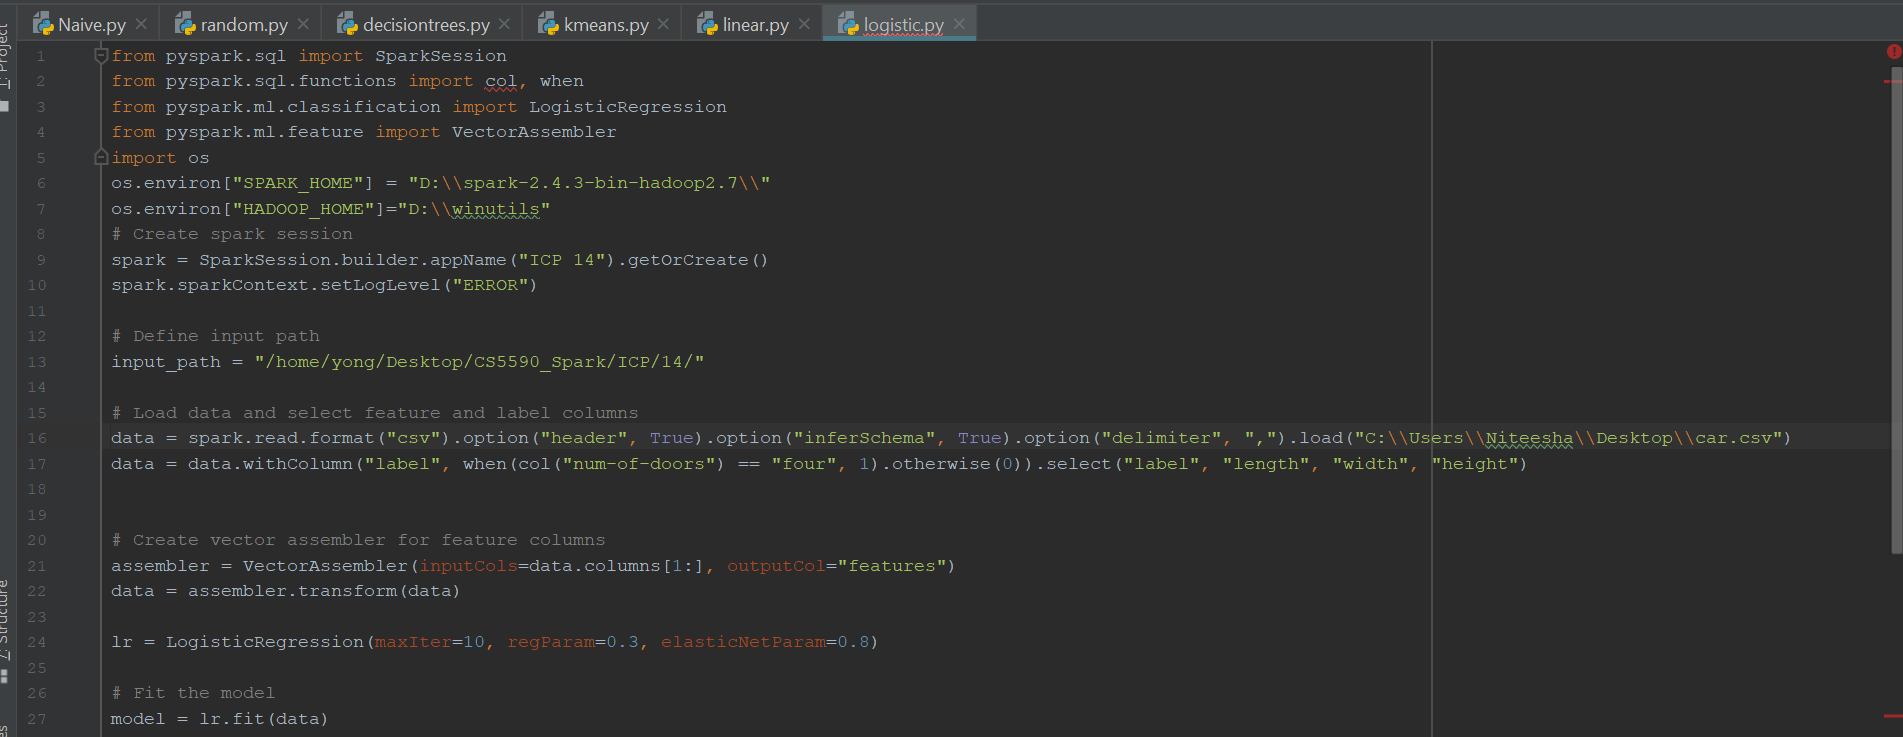 Naive.py random.py decisiontrees.py kmeans.py linear.py logistic.py
1: Project
1 from pyspark.sql import SparkSession
2 from pyspark.sql.functions import col, when
3 from pyspark.ml.classification import LogisticRegression
4 from pyspark.ml.feature import VectorAssembler
5 import os
6 os.environ["SPARK_HOME"] = "D:\\spark-2.4.3-bin-hadoop2.7\\"
7 os.environ["HADOOP_HOME"]="D:\\winutils"
8 # Create spark session
9 spark = SparkSession.builder.appName("ICP 14").getOrCreate()
10 spark.sparkContext.setLogLevel("ERROR")
11
12 # Define input path
13 input_path = "/home/yong/Desktop/CS5590_Spark/ICP/14/"
14
15 # Load data and select feature and label columns
16 data = spark.read.format("csv").option("header", True).option("inferSchema", True).option("delimiter", ",").load("C:\\Users\\Niteesha\\Desktop\\car.csv")
17 data = data.withColumn("label", when(col("num-of-doors") == "four", 1).otherwise(0)).select("label", "length", "width", "height")
18
19
20 # Create vector assembler for feature columns
21 assembler = VectorAssembler(inputCols=data.columns[1:], outputCol="features")
22 data = assembler.transform(data)
23
24 lr = LogisticRegression(maxIter=10, regParam=0.3, elasticNetParam=0.8)
25
26 # Fit the model
27 model = lr.fit(data)
7: Structure